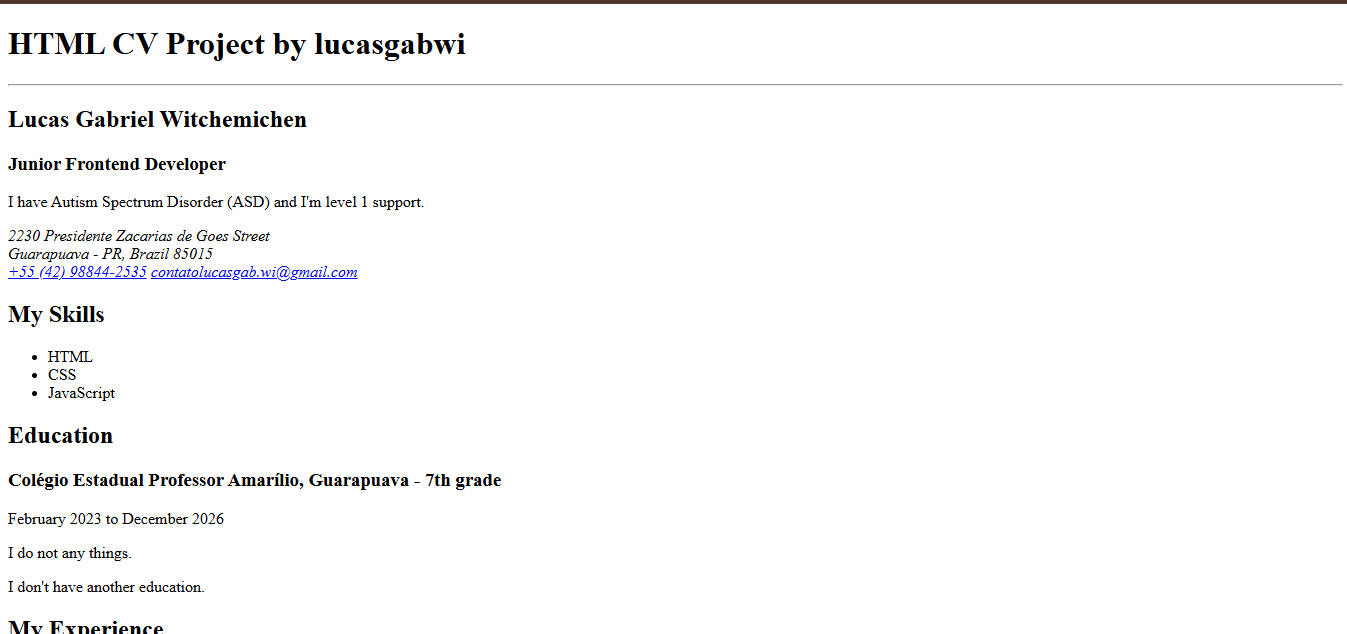 HTML CV Project by lucasgabwi
Lucas Gabriel Witchemichen
Junior Frontend Developer
I have Autism Spectrum Disorder (ASD) and I'm level 1 support.
2230 Presidente Zacarias de Goes Street
Guarapuava - PR, Brazil 85015
+55 (42) 98844-2535 contatolucasgab.wi@gmail.com
My Skills
• HTML
• CSS
• JavaScript
Education
Colégio Estadual Professor Amarílio, Guarapuava - 7th grade
February 2023 to December 2026
I do not any things.
I don't have another education.
My Experience